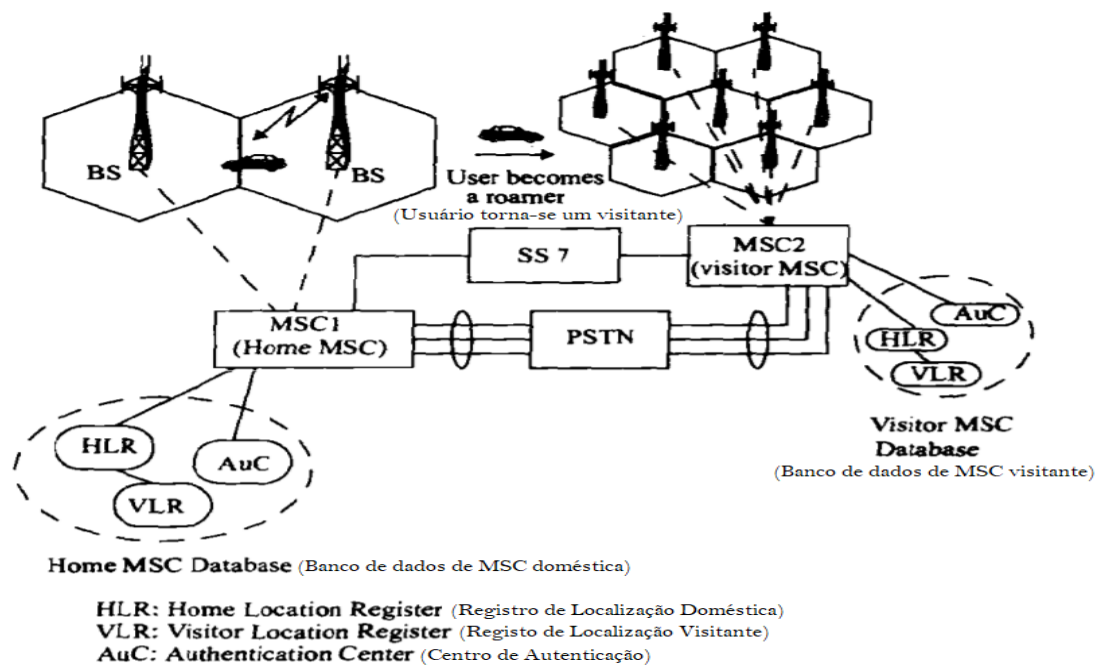 BS
BS
User becomes
a roamer
(Usuário torna-se um visitante)
SS 7
MSC2
(visitor MSC)
MSC1
(Home MSC)
PSTN
AuC
HLR
VLR
Visitor MSC
Database
(Banco de dados de MSC visitante)
HLR
AuC
VLR
Home MSC Database (Banco de dados de MSC doméstica)
HLR: Home Location Register (Registro de Localização Doméstica)
VLR: Visitor Location Register (Registo de Localização Visitante)
AuC: Authentication Center (Centro de Autenticação)